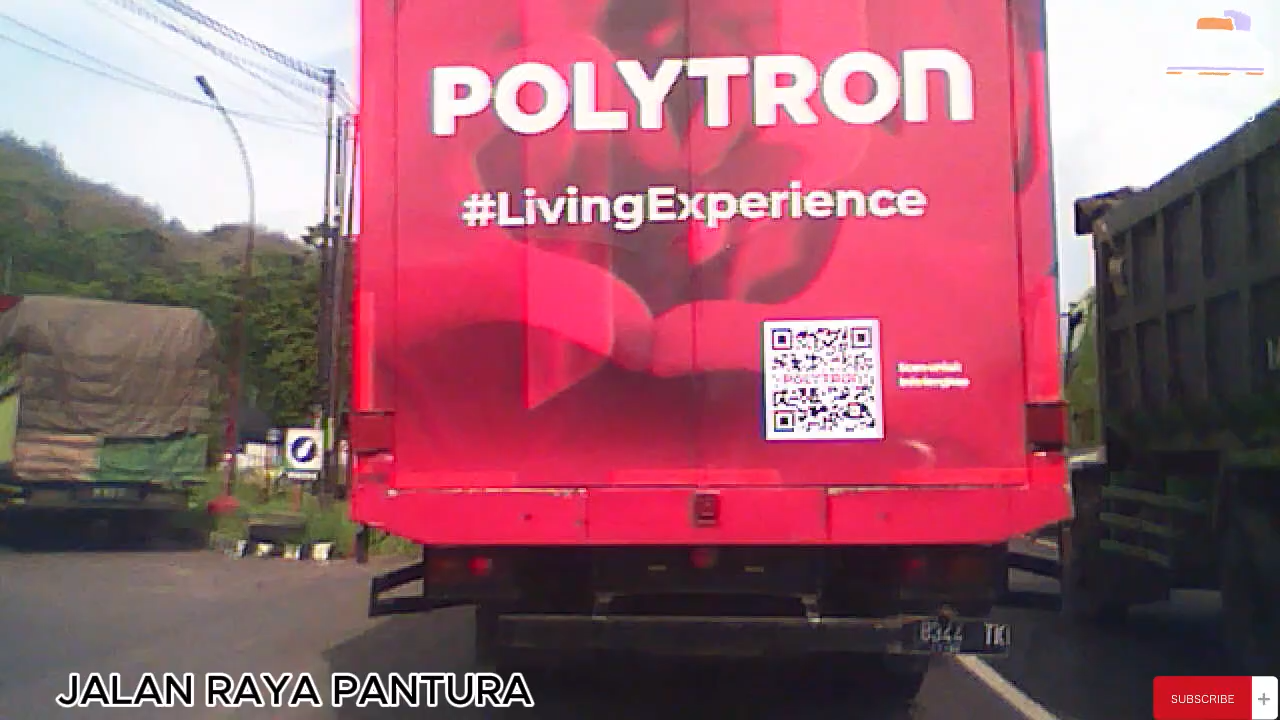 POLYTRON
#LivingExperience
POLYTRON
JALAN RAYA PANTURA
SUBSCRIBE +